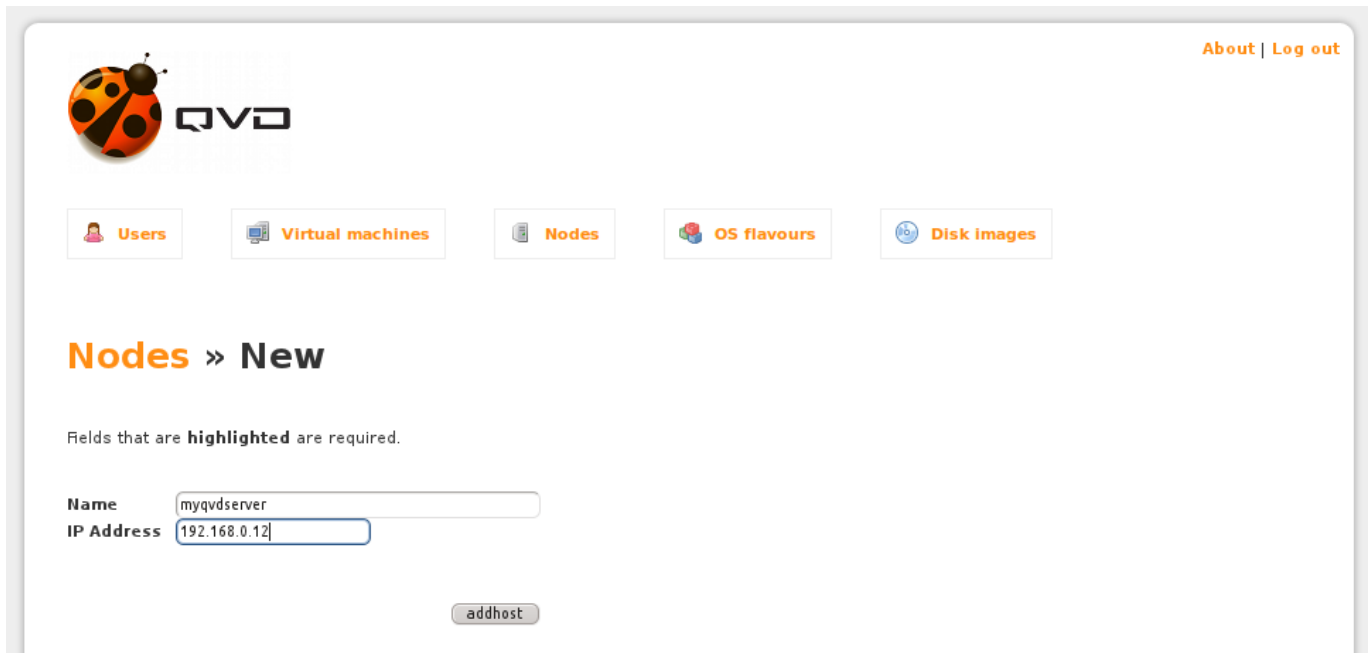 About | Log out
QVD
Users
Virtual machines
Nodes
OS flavours
Disk images
Nodes » New
Fields that are highlighted are required.
Name myqvdserver
IP Address 192.168.0.12
addhost